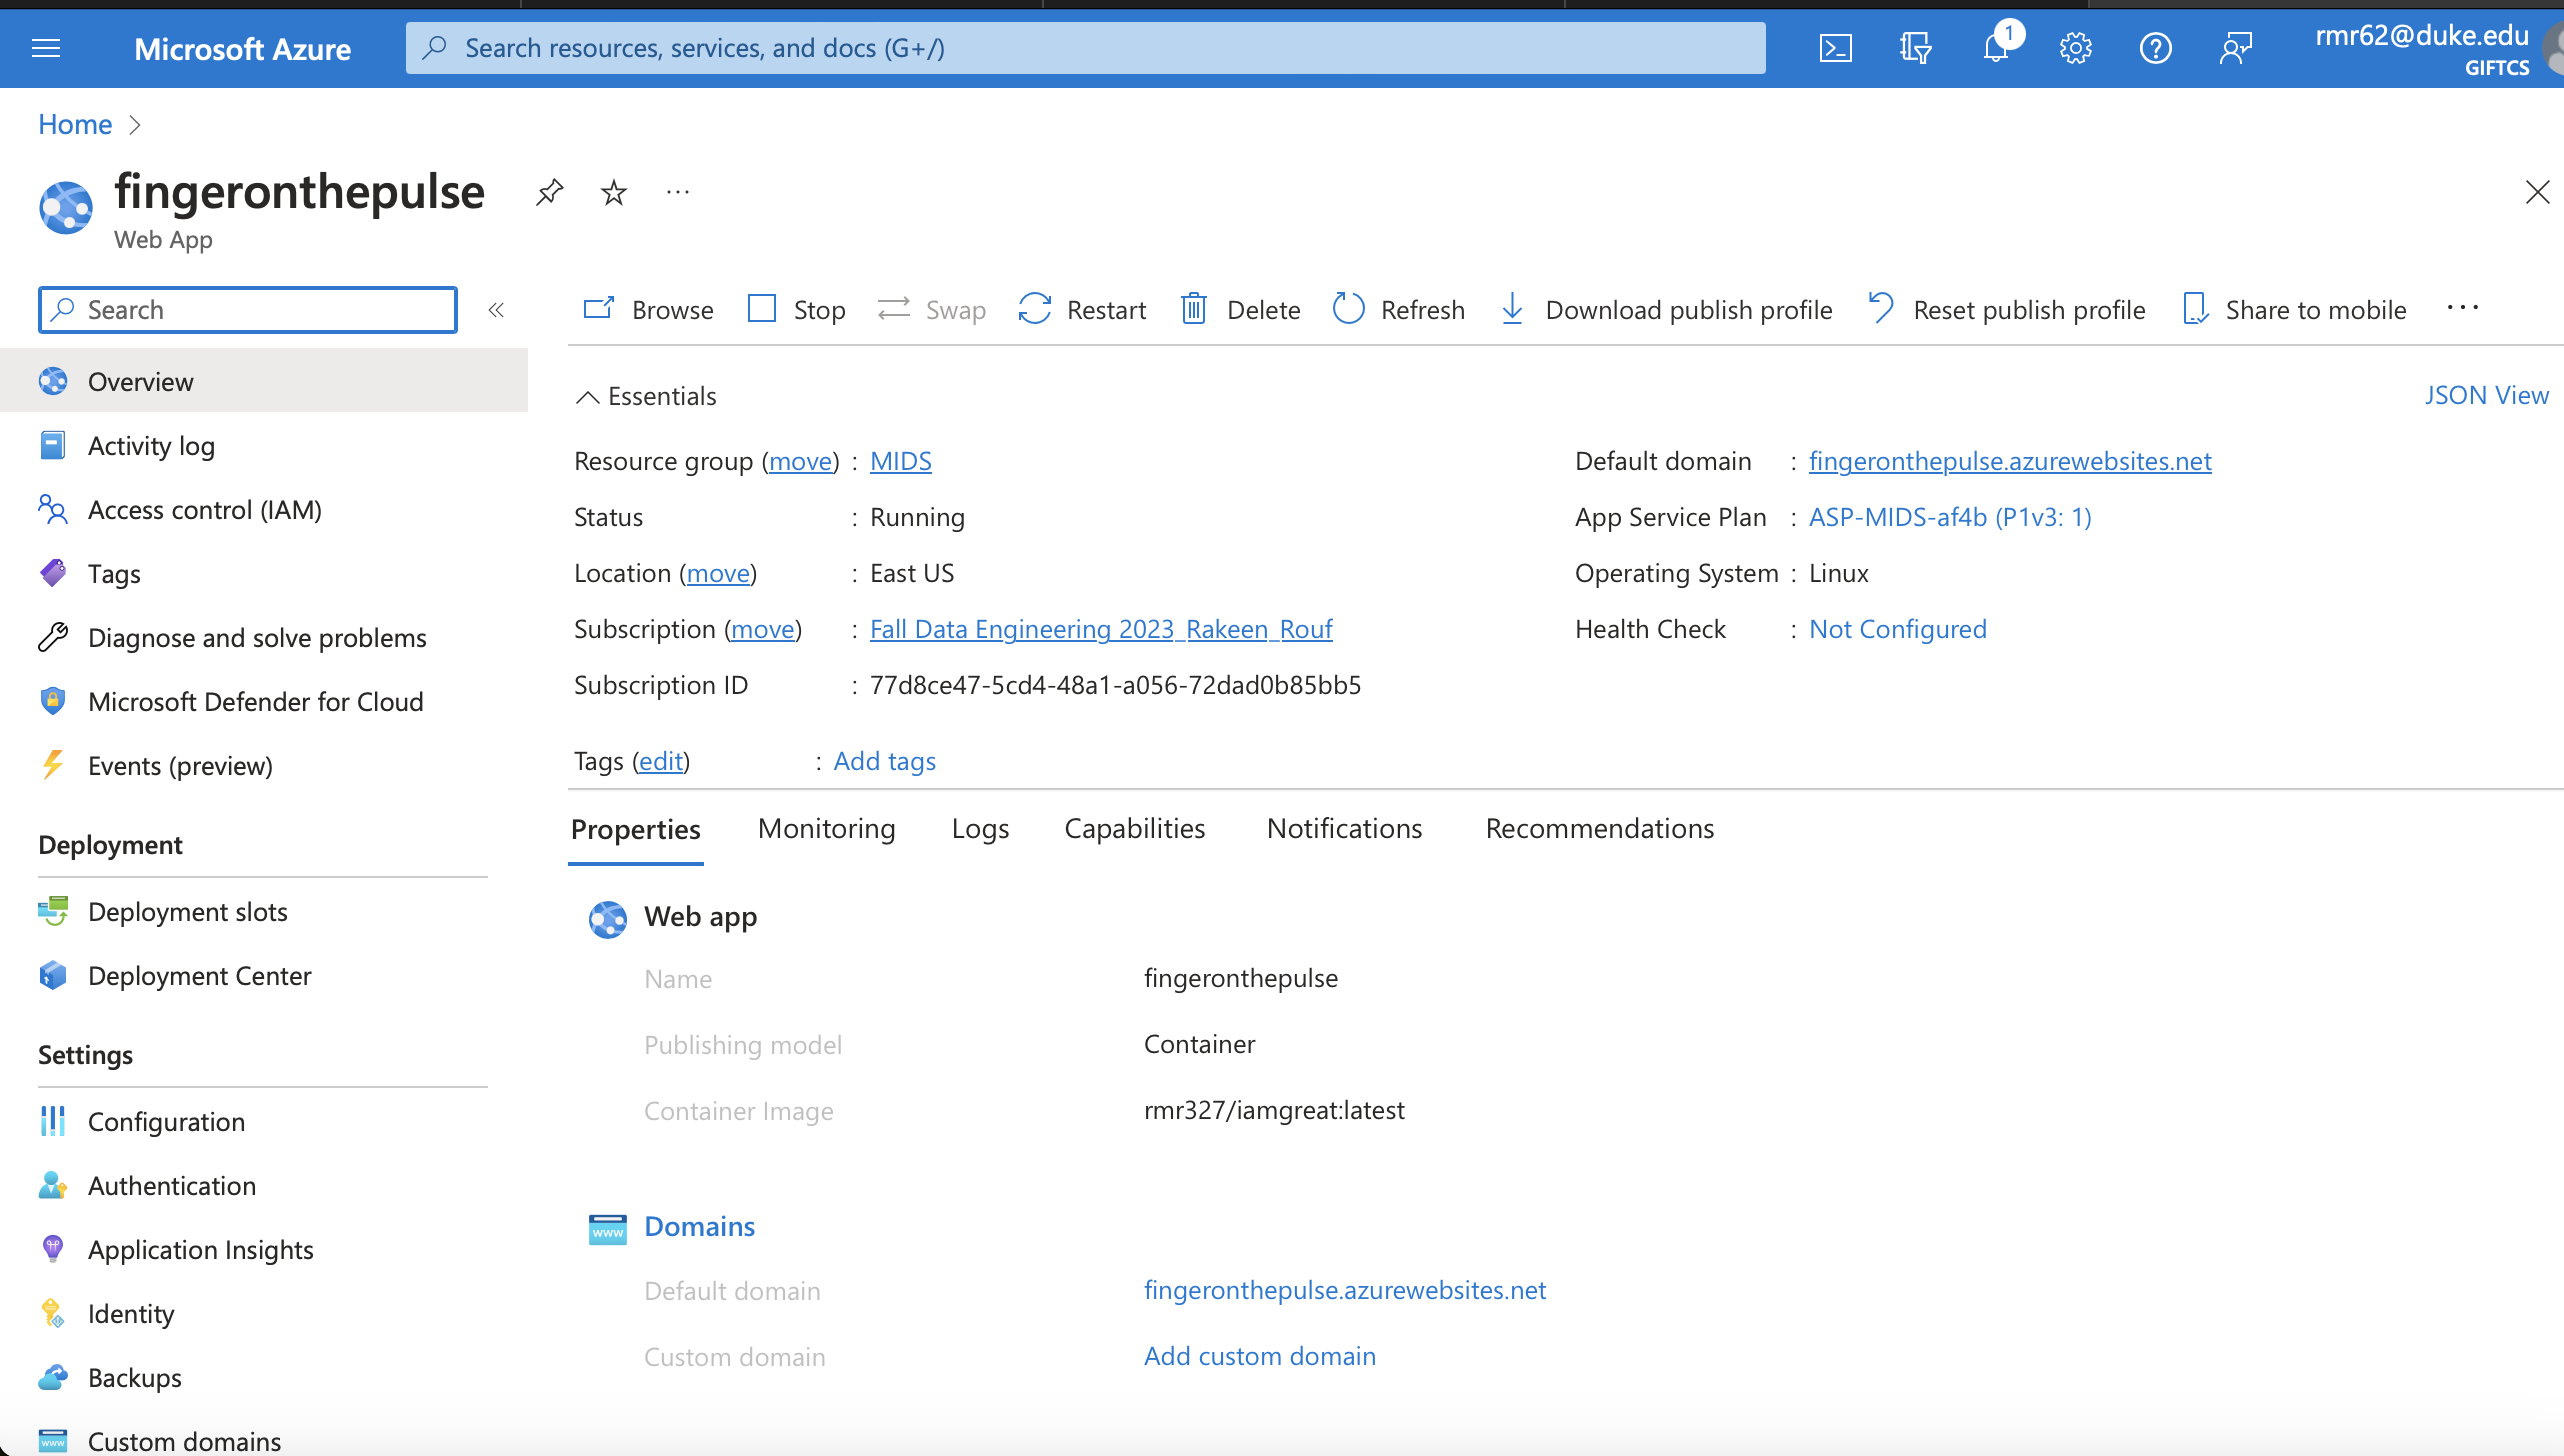 Microsoft Azure
Search resources, services, and docs (G+/)
1
rmr62@duke.edu
GIFTCS
Home
fingeronthepulse
Web App
Search
Browse Stop Swap Restart Delete Refresh Download publish profile Reset publish profile Share to mobile
Overview
Activity log
Access control (IAM)
Tags
Diagnose and solve problems
Microsoft Defender for Cloud
Events (preview)
Deployment
Deployment slots
Deployment Center
Settings
Configuration
Authentication
Application Insights
Identity
Backups
Custom domains
Essentials
JSON View
Resource group (move) : MIDS
Status : Running
Location (move) : East US
Subscription (move) : Fall Data Engineering 2023_Rakeen_Rouf
Subscription ID : 77d8ce47-5cd4-48a1-a056-72dad0b85bb5
Default domain : fingeronthepulse.azurewebsites.net
App Service Plan : ASP-MIDS-af4b (P1v3: 1)
Operating System : Linux
Health Check : Not Configured
Tags (edit) : Add tags
Properties Monitoring Logs Capabilities Notifications Recommendations
Web app
Name fingeronthepulse
Publishing model Container
Container Image rmr327/iamgreat:latest
www
Domains
Default domain fingeronthepulse.azurewebsites.net
Custom domain Add custom domain